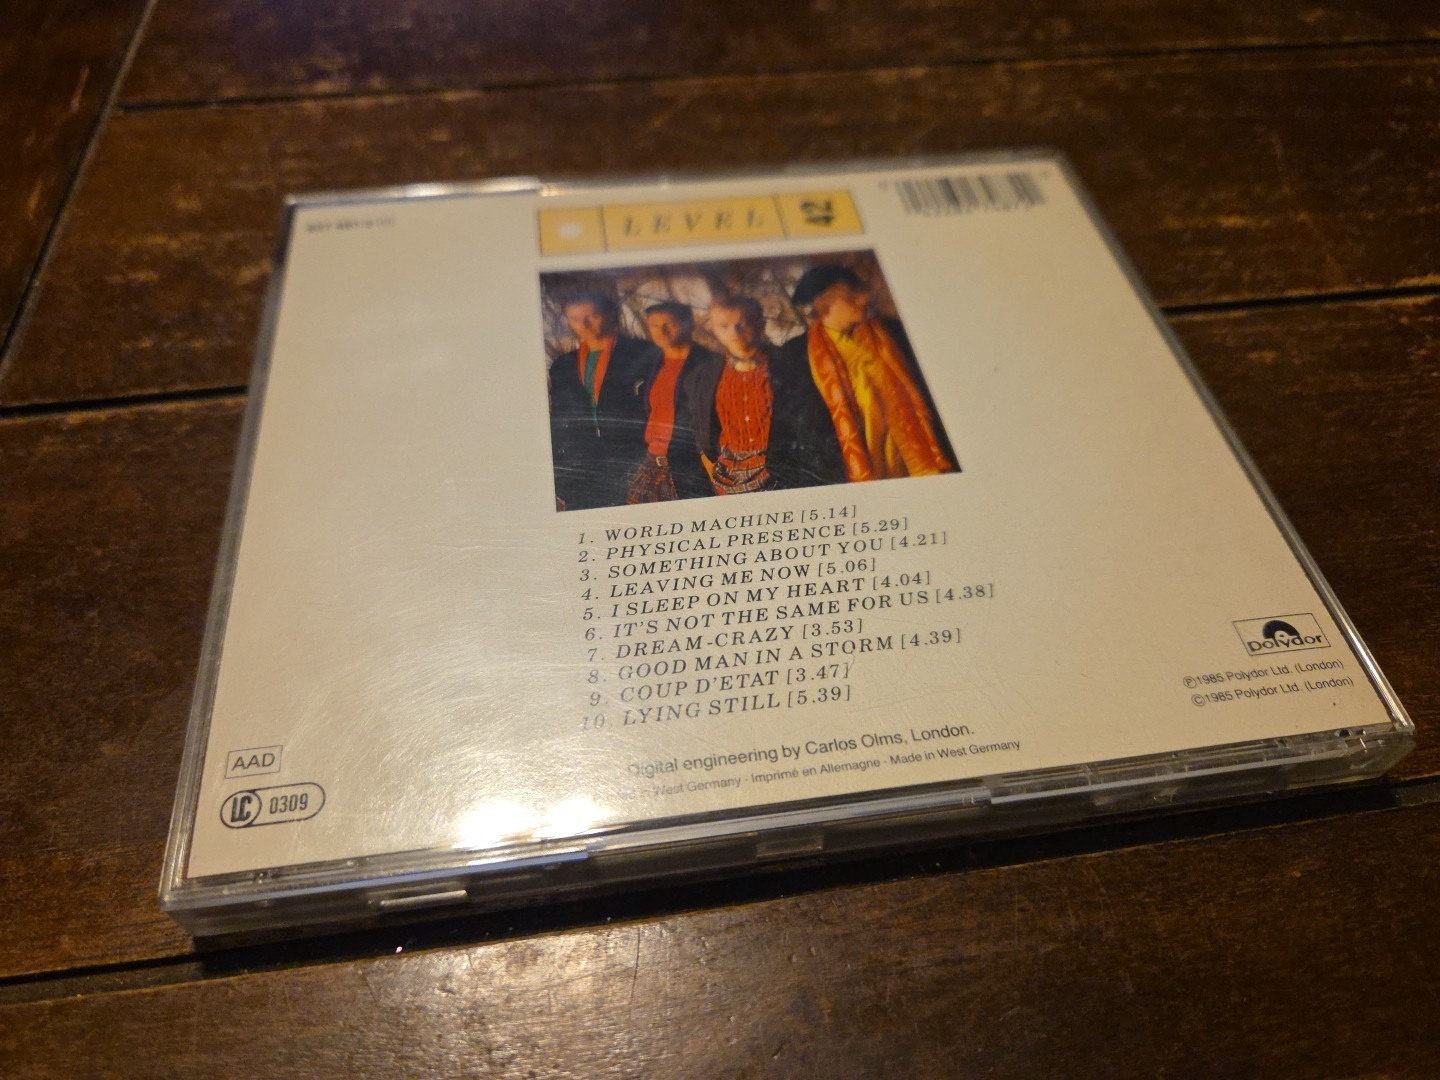 LEVEL 42
1. WORLD MACHINE [5.14]
2. PHYSICAL PRESENCE [5.29]
3. SOMETHING ABOUT YOU [4.21]
4. LEAVING ME NOW [5.06]
5. I SLEEP ON MY HEART [4.04]
6. IT'S NOT THE SAME FOR US [4.38]
7. DREAM-CRAZY [3.53]
8. GOOD MAN IN A STORM [4.39]
9. COUP D'ETAT [3.47]
10. LYING STILL [5.39]
Digital engineering by Carlos Olms, London.
in West Germany · Imprimé en Allemagne · Made in West Germany
AAD
LC 0309
polydor
℗1985 Polydor Ltd. (London)
©1985 Polydor Ltd. (London)